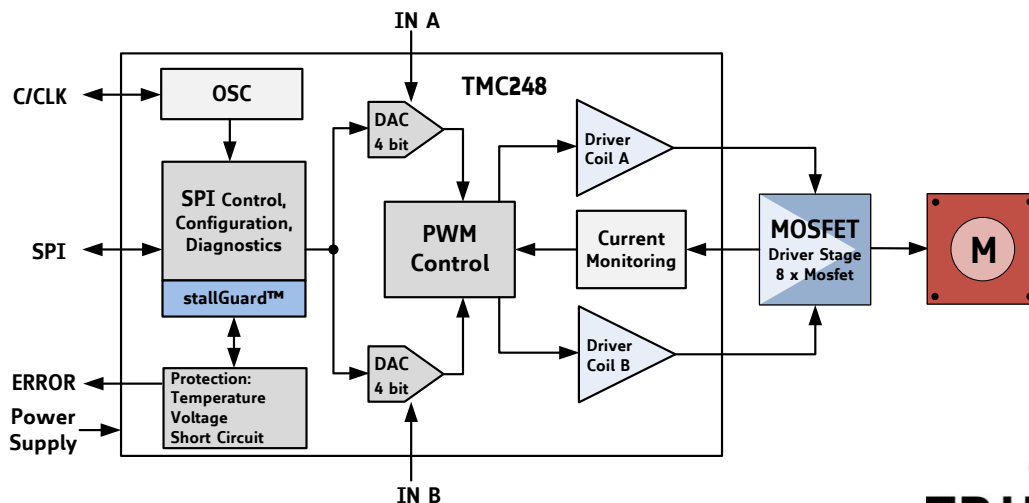 IN A
TMC248
C/CLK
OSC
DAC
4 bit
Driver
Coil A
SPI Control,
Configuration,
Diagnostics
SPI
stallGuard™
PWM
Control
Current
Monitoring
MOSFET
Driver Stage
8 x Mosfet
M
Driver
Coil B
DAC
4 bit
ERROR
Protection:
Temperature
Voltage
Short Circuit
Power
Supply
IN B